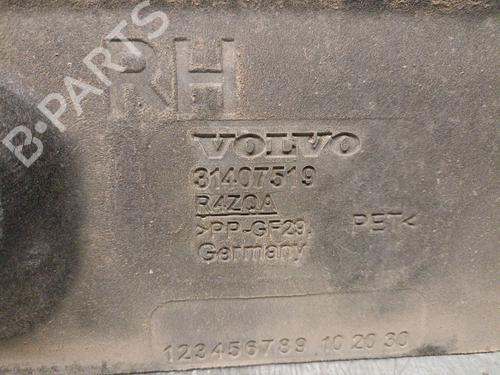 RH
VOLVO
31407519
R4ZQA
>PP-GF29, PET<
Germany
123456789 10 20 30
B-PARTS